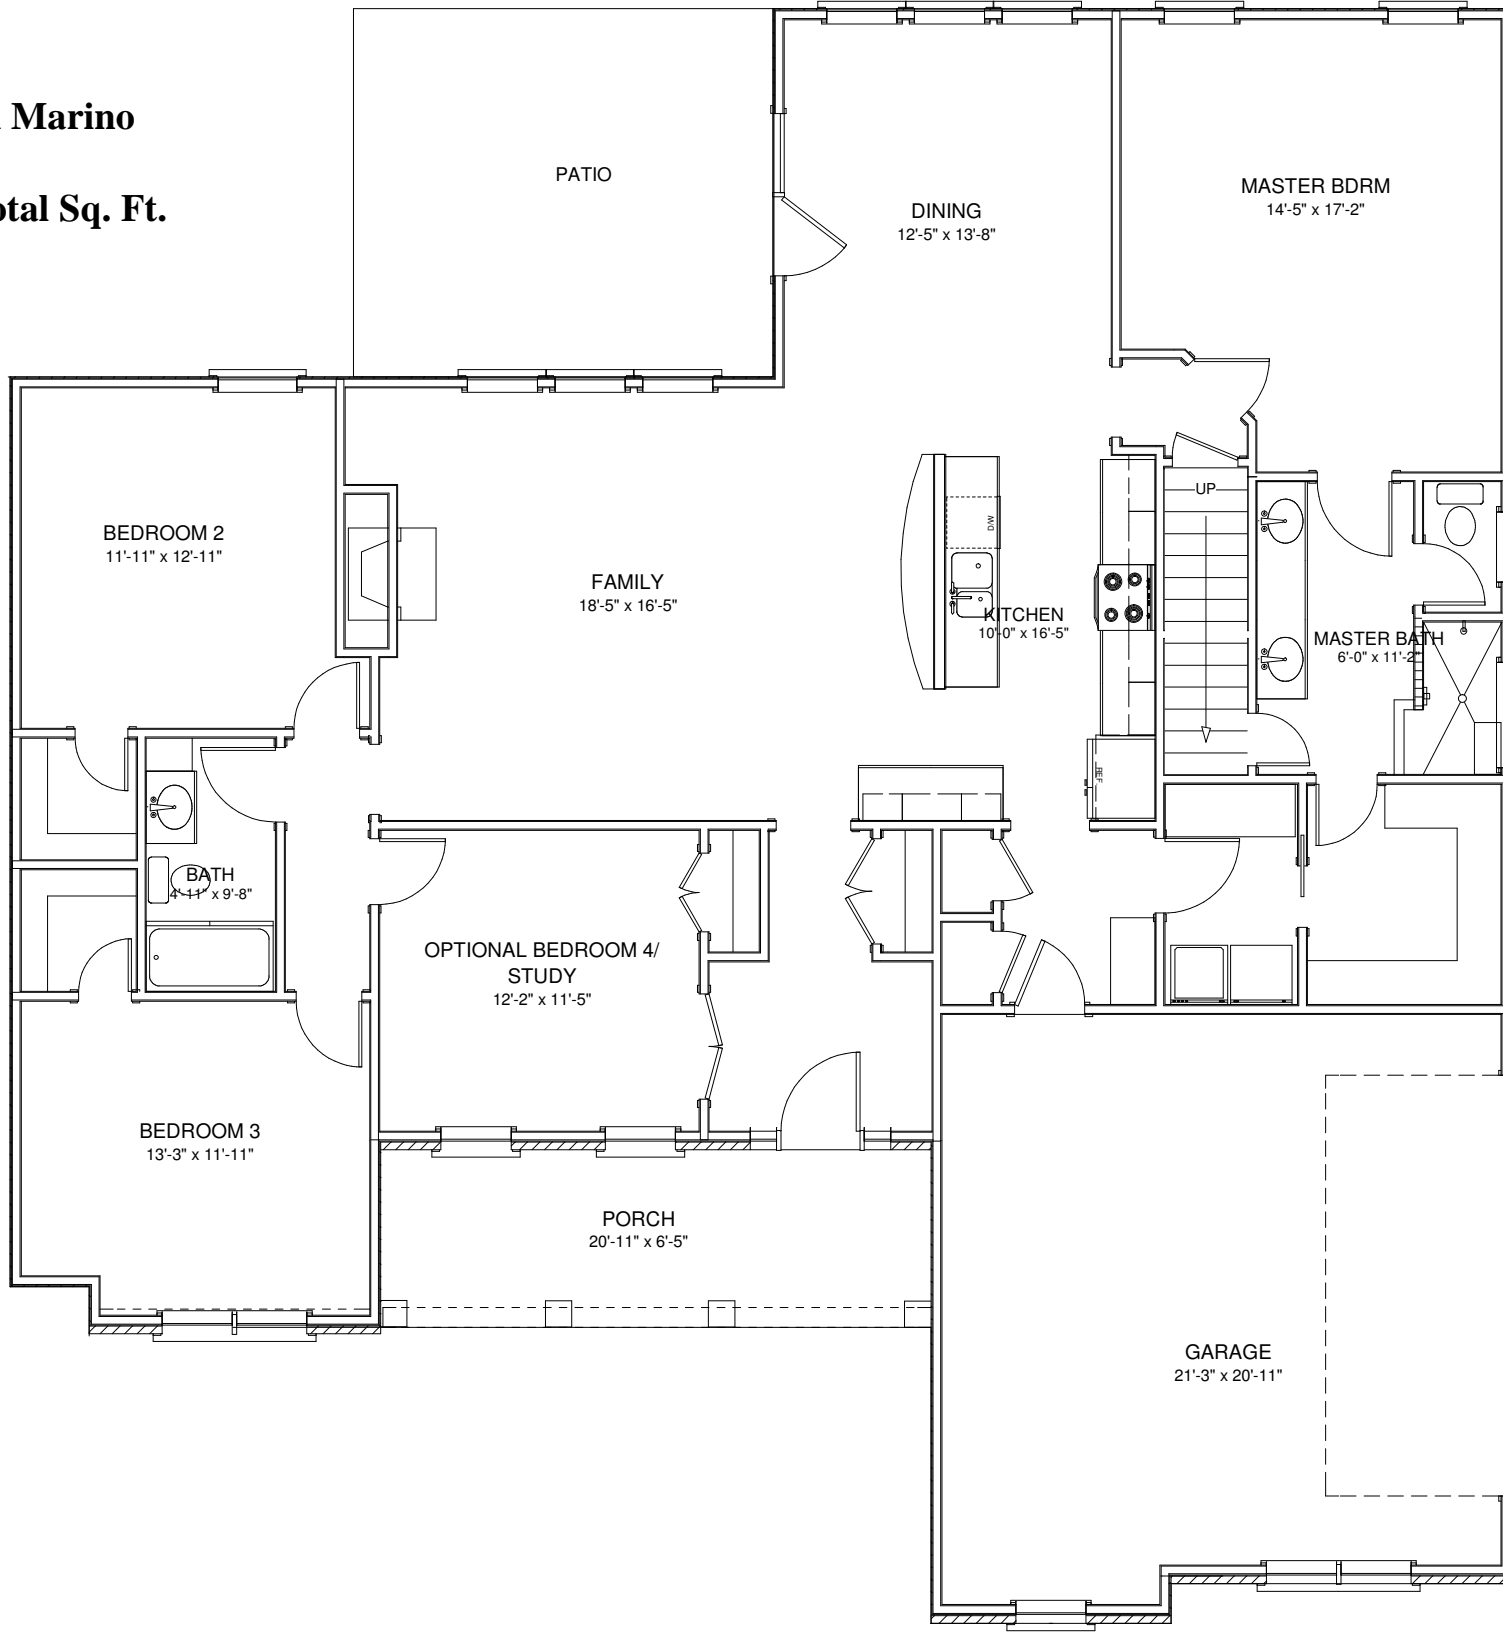 Marino
Total Sq. Ft.
PATIO
DINING
12'-5" x 13'-8"
MASTER BDRM
14'-5" x 17'-2"
BEDROOM 2
11'-11" x 12'-11"
FAMILY
18'-5" x 16'-5"
D/W
KITCHEN
10'-0" x 16'-5"
UP
MASTER BATH
6'-0" x 11'-2"
REF
BATH
4'-11" x 9'-8"
OPTIONAL BEDROOM 4/
STUDY
12'-2" x 11'-5"
BEDROOM 3
13'-3" x 11'-11"
PORCH
20'-11" x 6'-5"
GARAGE
21'-3" x 20'-11"